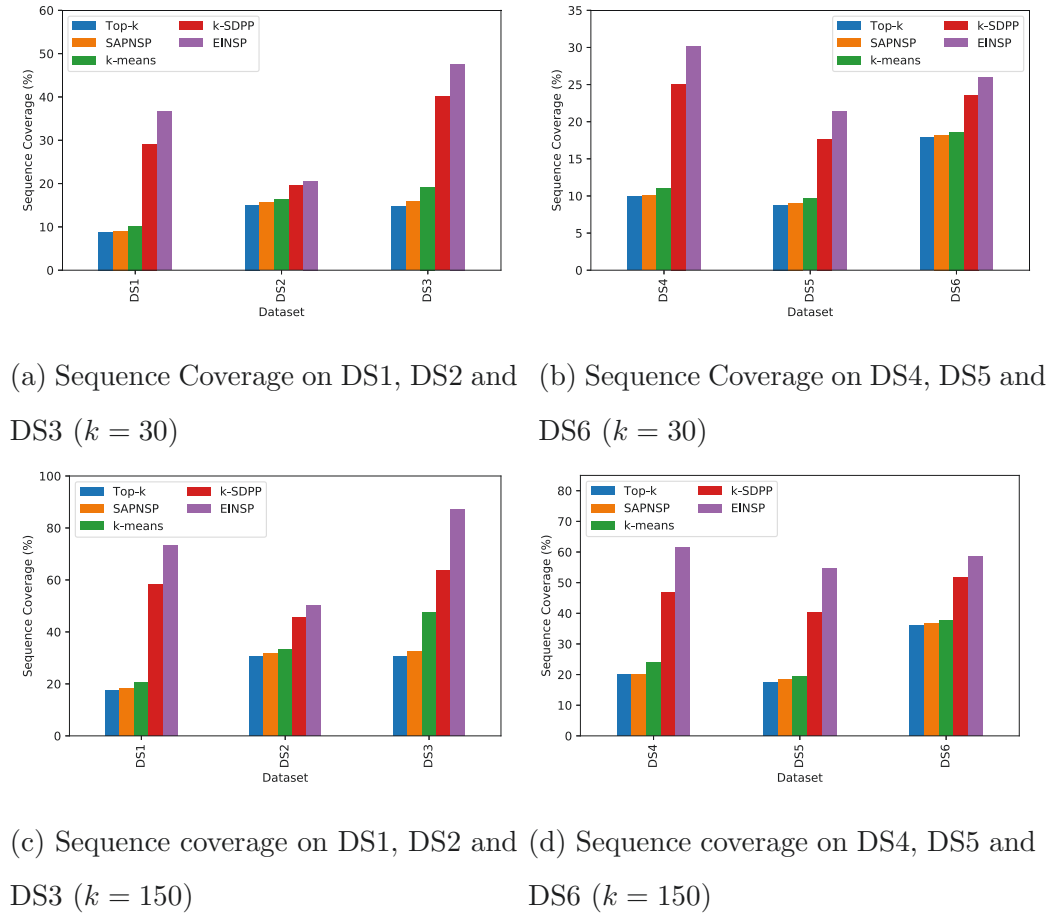 60
50
40
30
20
10
0
Sequence Coverage (%)
Top-k
SAPNSP
k-means
k-SDPP
EINSP
DS1
DS2
DS3
Dataset
35
30
25
20
15
10
5
0
Sequence Coverage (%)
Top-k
SAPNSP
k-means
k-SDPP
EINSP
DS4
DS5
DS6
Dataset
(a) Sequence Coverage on DS1, DS2 and
DS3 (k = 30)
(b) Sequence Coverage on DS4, DS5 and
DS6 (k = 30)
100
80
60
40
20
0
Sequence Coverage (%)
Top-k
SAPNSP
k-means
k-SDPP
EINSP
DS1
DS2
DS3
Dataset
80
70
60
50
40
30
20
10
0
Sequence Coverage (%)
Top-k
SAPNSP
k-means
k-SDPP
EINSP
DS4
DS5
DS6
Dataset
(c) Sequence coverage on DS1, DS2 and
DS3 (k = 150)
(d) Sequence coverage on DS4, DS5 and
DS6 (k = 150)